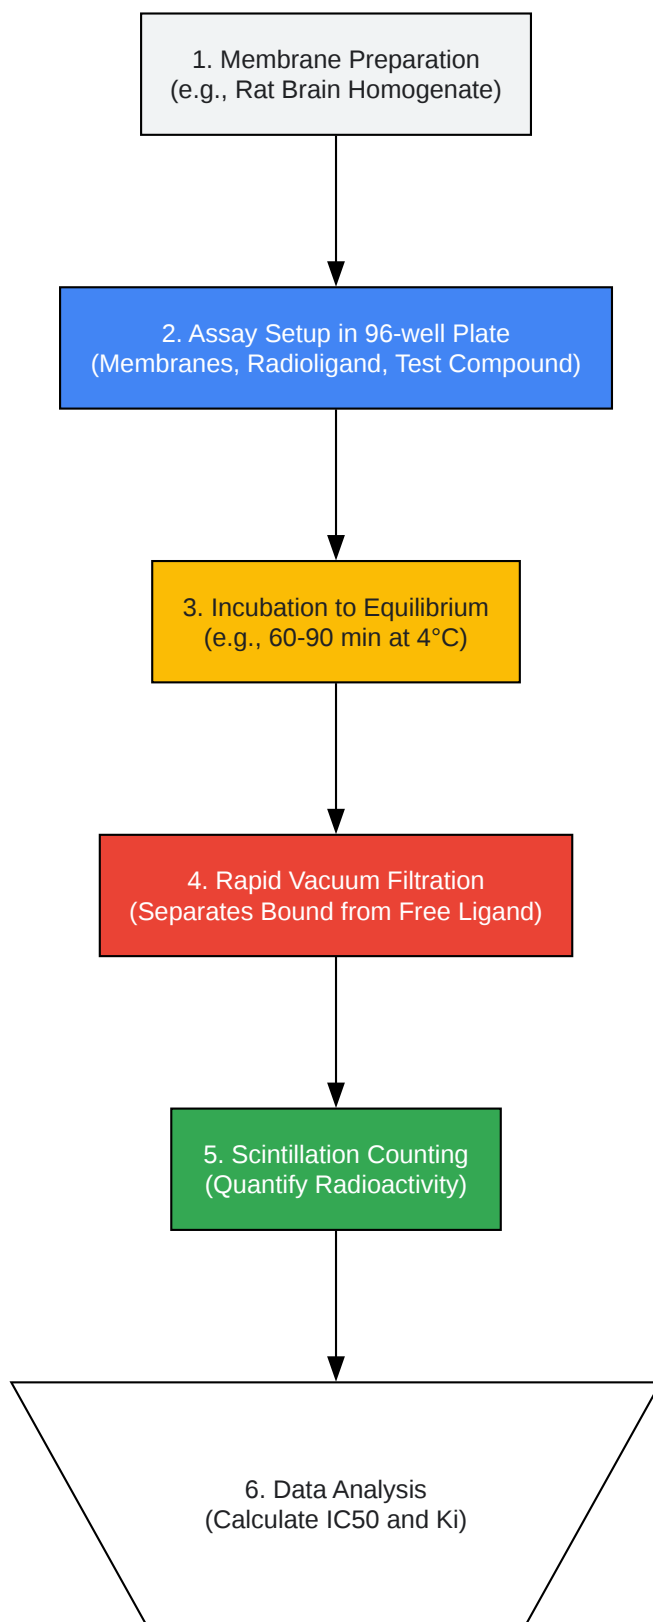 1. Membrane Preparation
(e.g., Rat Brain Homogenate)
2. Assay Setup in 96-well Plate
(Membranes, Radioligand, Test Compound)
3. Incubation to Equilibrium
(e.g., 60-90 min at 4°C)
4. Rapid Vacuum Filtration
(Separates Bound from Free Ligand)
5. Scintillation Counting
(Quantify Radioactivity)
6. Data Analysis
(Calculate IC50 and Ki)